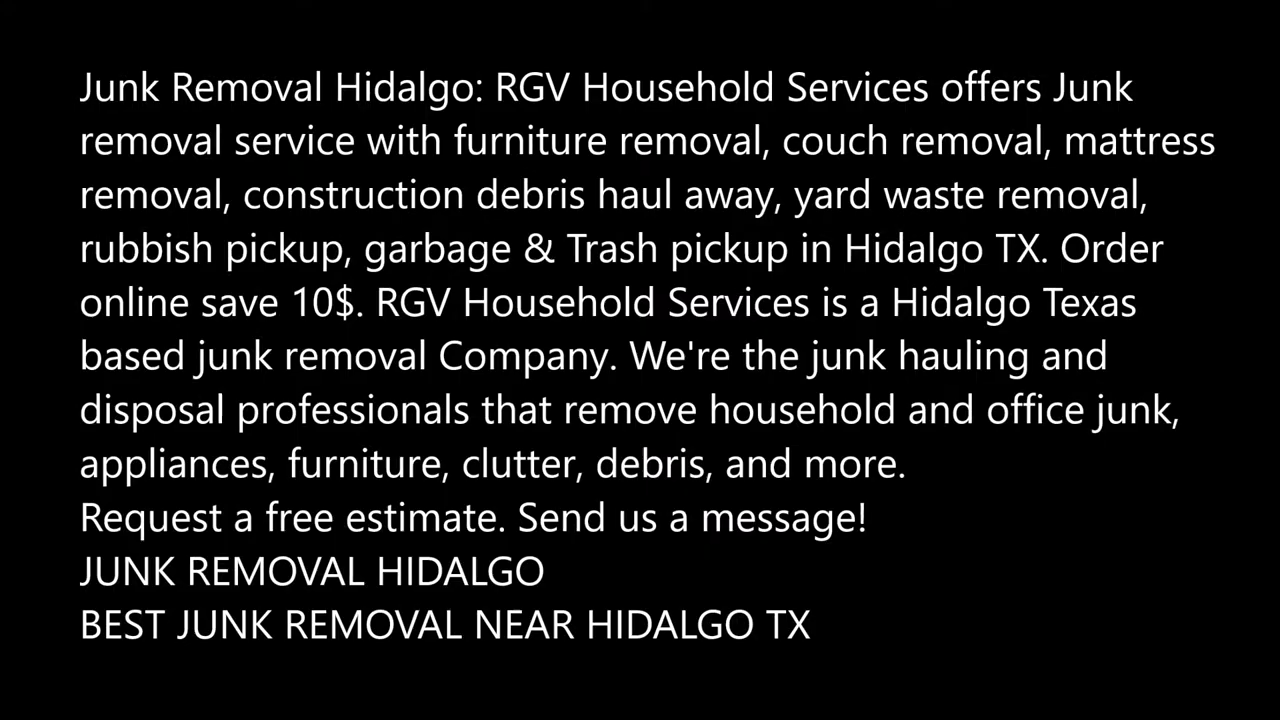 Junk Removal Hidalgo: RGV Household Services offers Junk
removal service with furniture removal, couch removal, mattress
removal, construction debris haul away, yard waste removal,
rubbish pickup, garbage & Trash pickup in Hidalgo TX. Order
online save 10$. RGV Household Services is a Hidalgo Texas
based junk removal Company. We're the junk hauling and
disposal professionals that remove household and office junk,
appliances, furniture, clutter, debris, and more.
Request a free estimate. Send us a message!
JUNK REMOVAL HIDALGO
BEST JUNK REMOVAL NEAR HIDALGO TX